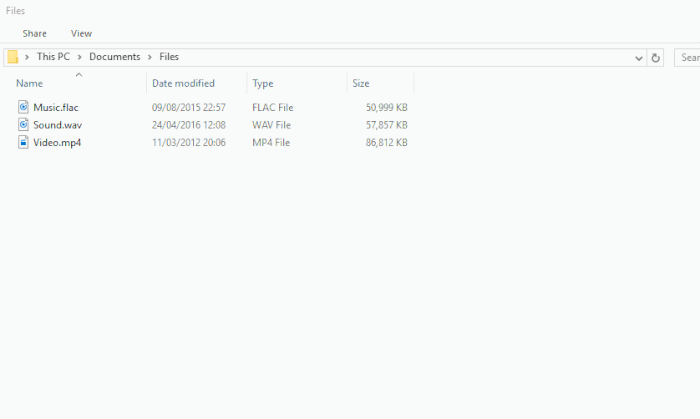 Files
Share View
This PC Documents Files
Name Date modified Type Size
Music.flac 09/08/2015 22:57 FLAC File 50,999 KB
Sound.wav 24/04/2016 12:08 WAV File 57,857 KB
Video.mp4 11/03/2012 20:06 MP4 File 86,812 KB